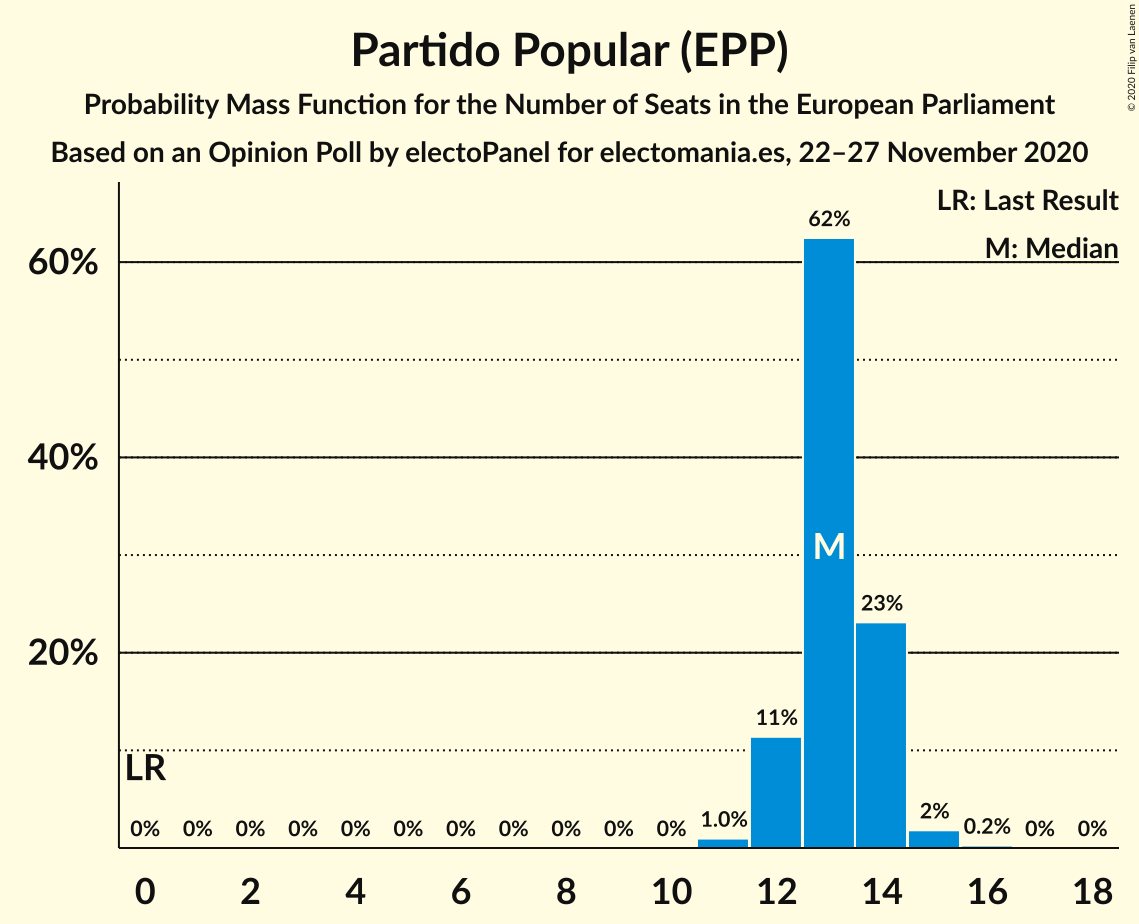 Partido Popular (EPP)
Probability Mass Function for the Number of Seats in the European Parliament
Based on an Opinion Poll by electoPanel for electomania.es, 22–27 November 2020
© 2020 Filip van Laenen
LR: Last Result
M: Median
60%
40%
20%
62%
M
23%
11%
LR
0% 0% 0% 0% 0% 0% 0% 0% 0% 0% 0% 1.0% 2% 0.2% 0% 0%
0 2 4 6 8 10 12 14 16 18